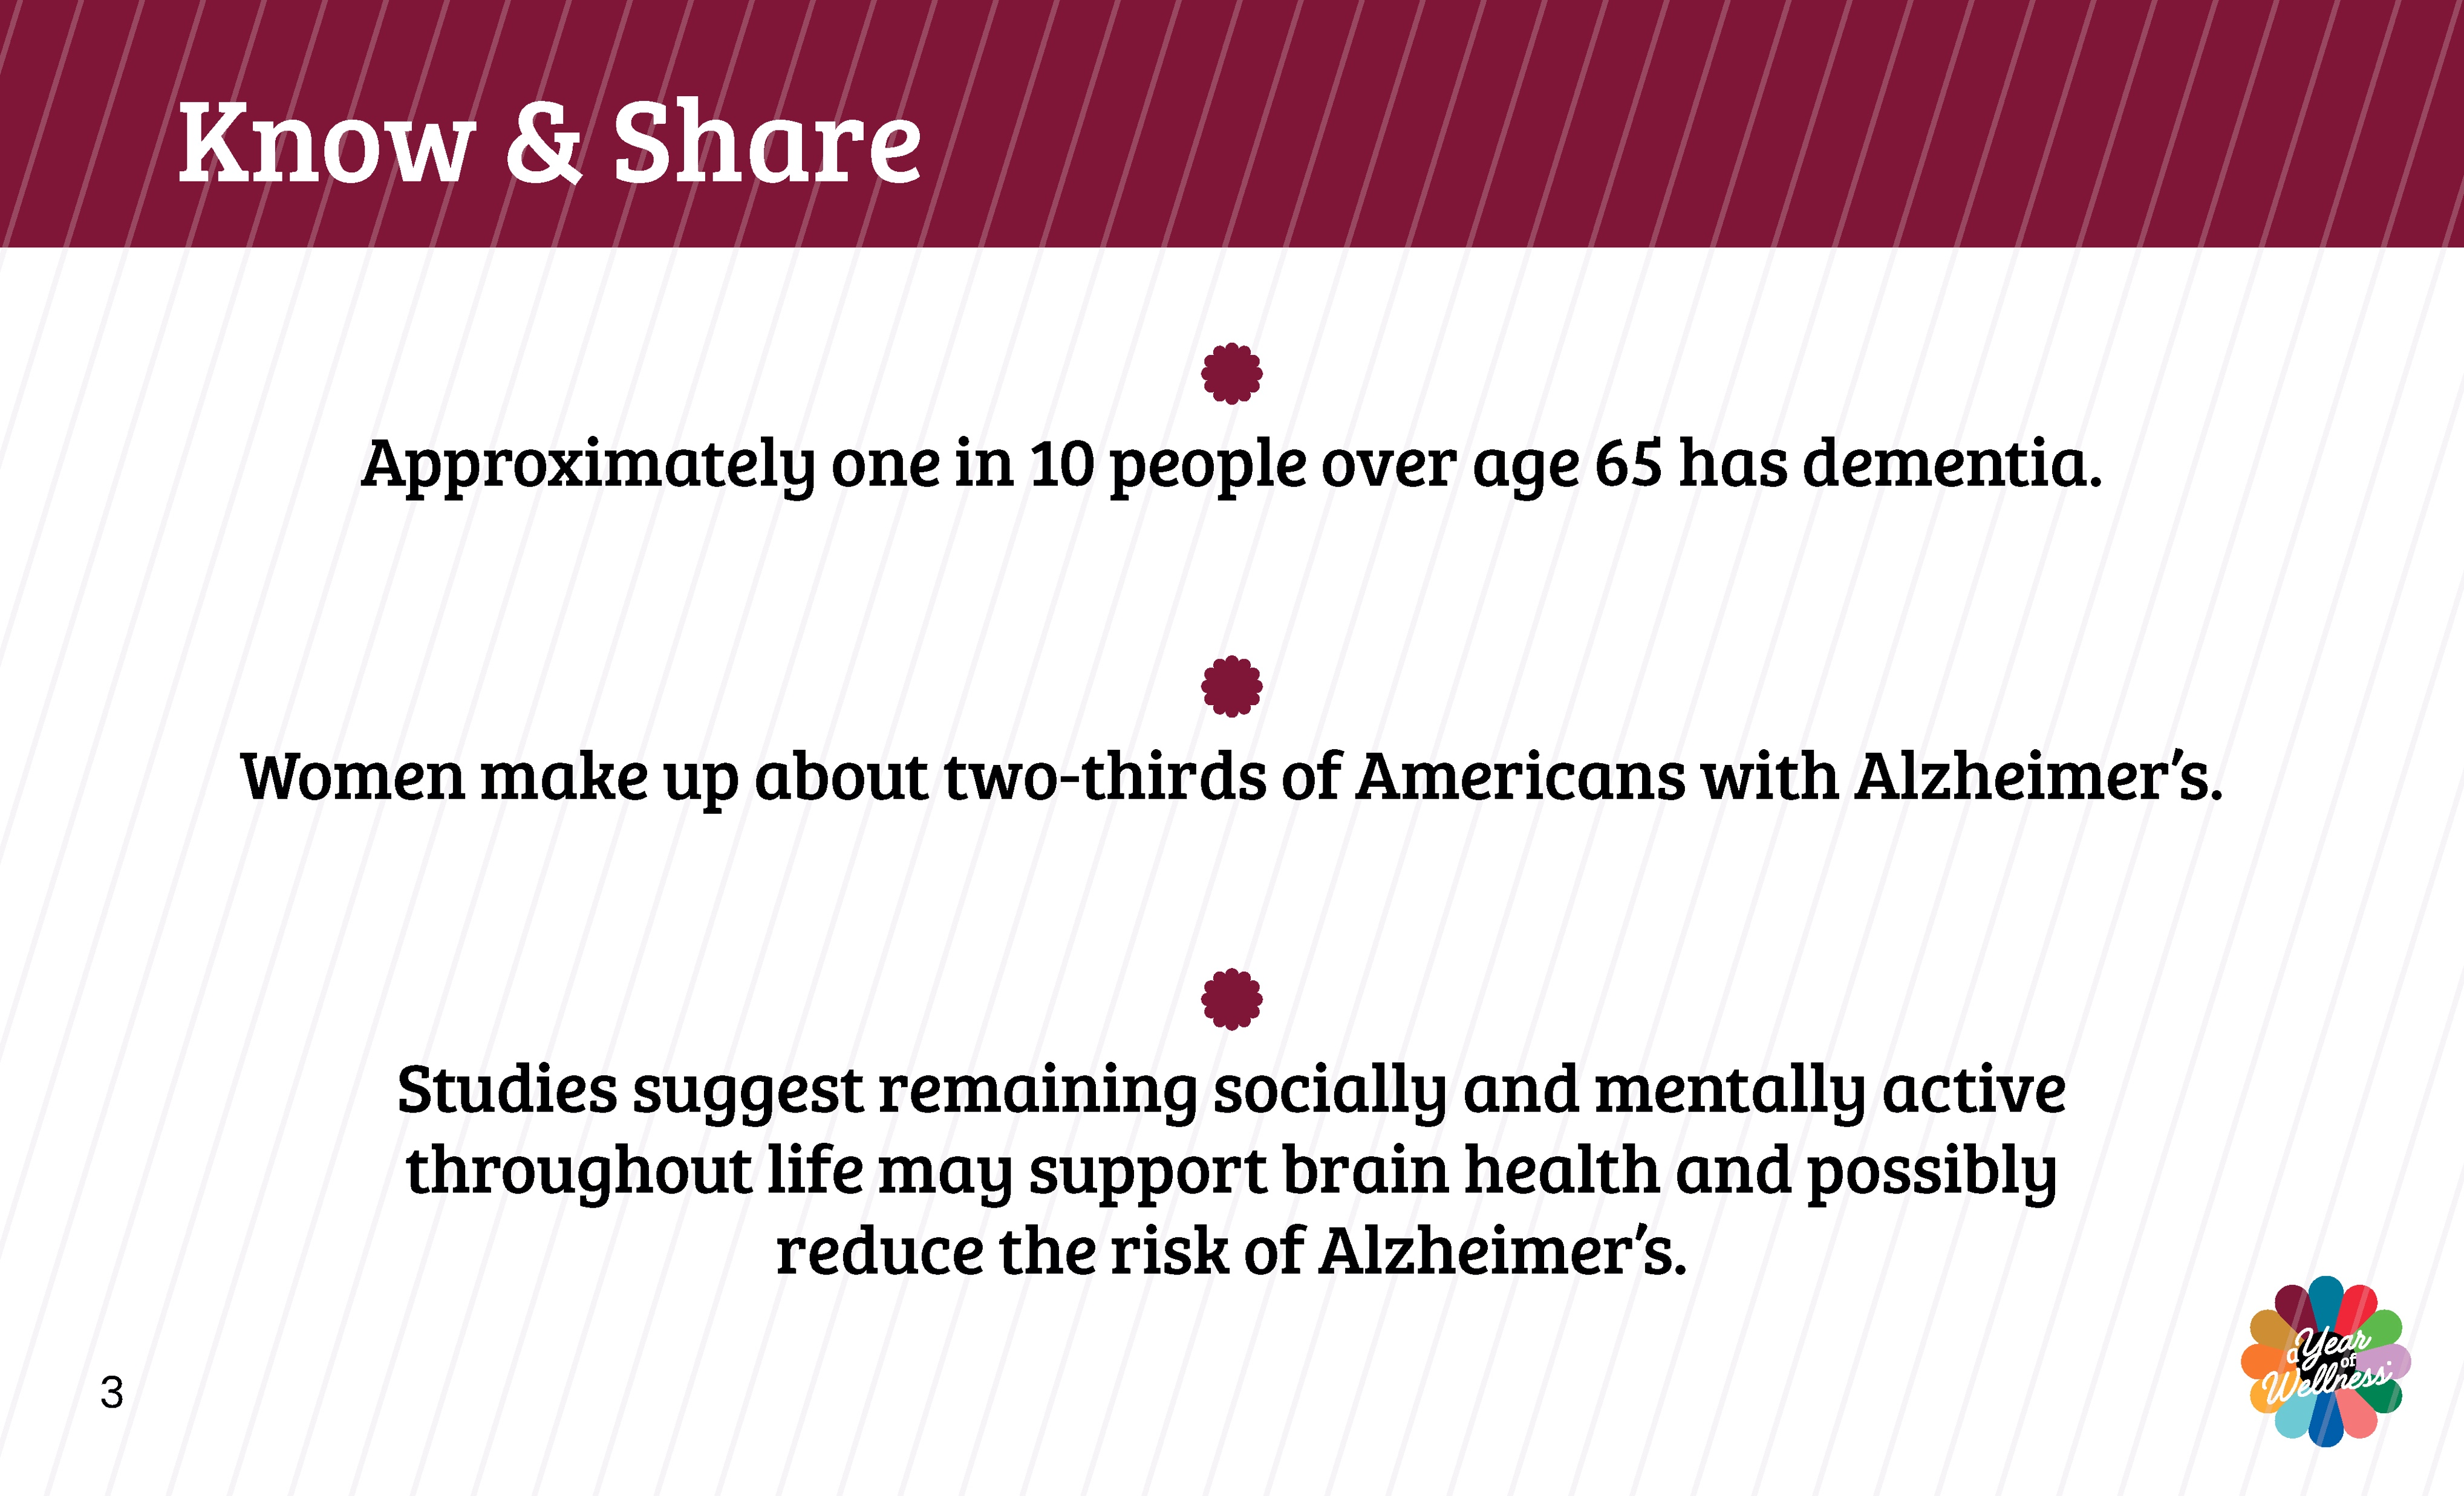 Know & Share
Approximately one in 10 people over age 65 has dementia.
Women make up about two-thirds of Americans with Alzheimer’s.
Studies suggest remaining socially and mentally active
throughout life may support brain health and possibly
reduce the risk of Alzheimer’s.
3
a Year
of
Wellness